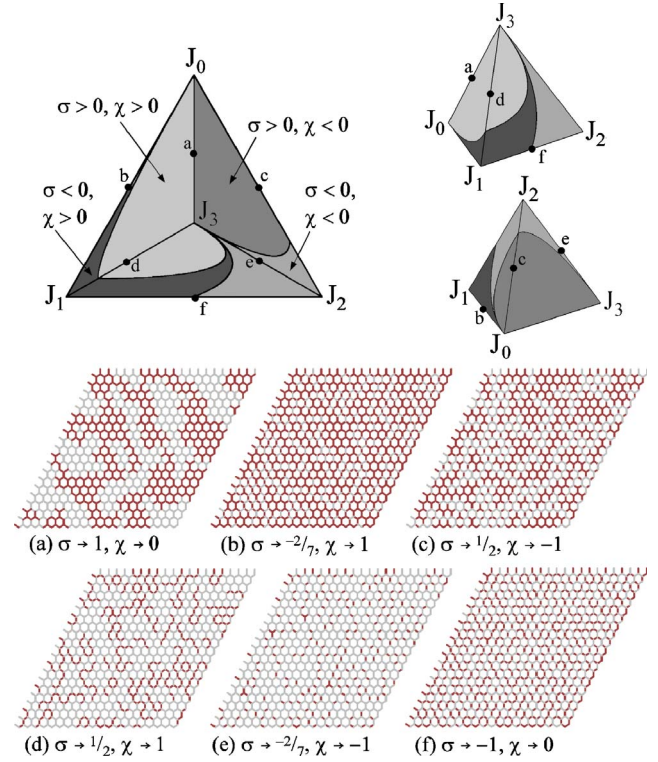 J0
σ > 0, χ > 0
σ > 0, χ < 0
a
b
c
σ < 0,
χ > 0
σ < 0,
χ < 0
J3
d
e
J1
f
J2
J3
a
d
J0
J1
f
J2
J2
e
c
J1
b
J3
J0
(a) σ → 1, χ → 0
(b) σ → −2/7, χ → 1
(c) σ → 1/2, χ → −1
(d) σ → 1/2, χ → 1
(e) σ → −2/7, χ → −1
(f) σ → −1, χ → 0